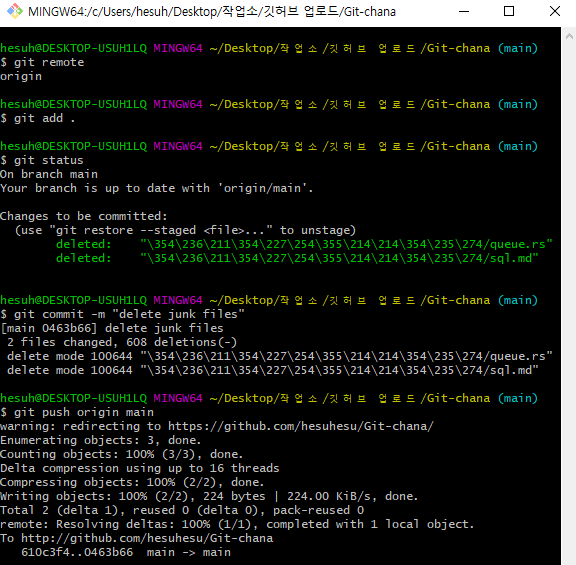 MINGW64:/c/Users/hesuh/Desktop/작업소/깃허브 업로드/Git-chana
hesuh@DESKTOP-USUH1LQ MINGW64 ~/Desktop/작업소/깃허브 업로드/Git-chana (main)
$ git remote
origin
hesuh@DESKTOP-USUH1LQ MINGW64 ~/Desktop/작업소/깃허브 업로드/Git-chana (main)
$ git add .
hesuh@DESKTOP-USUH1LQ MINGW64 ~/Desktop/작업소/깃허브 업로드/Git-chana (main)
$ git status
On branch main
Your branch is up to date with 'origin/main'.
Changes to be committed:
  (use "git restore --staged <file>..." to unstage)
        deleted:    "\354\236\211\354\227\254\355\214\214\354\235\274/queue.rs"
        deleted:    "\354\236\211\354\227\254\355\214\214\354\235\274/sql.md"
hesuh@DESKTOP-USUH1LQ MINGW64 ~/Desktop/작업소/깃허브 업로드/Git-chana (main)
$ git commit -m "delete junk files"
[main 0463b66] delete junk files
 2 files changed, 608 deletions(-)
 delete mode 100644 "\354\236\211\354\227\254\355\214\214\354\235\274/queue.rs"
 delete mode 100644 "\354\236\211\354\227\254\355\214\214\354\235\274/sql.md"
hesuh@DESKTOP-USUH1LQ MINGW64 ~/Desktop/작업소/깃허브 업로드/Git-chana (main)
$ git push origin main
warning: redirecting to https://github.com/hesuhesu/Git-chana/
Enumerating objects: 3, done.
Counting objects: 100% (3/3), done.
Delta compression using up to 16 threads
Compressing objects: 100% (2/2), done.
Writing objects: 100% (2/2), 224 bytes | 224.00 KiB/s, done.
Total 2 (delta 1), reused 0 (delta 0), pack-reused 0
remote: Resolving deltas: 100% (1/1), completed with 1 local object.
To http://github.com/hesuhesu/Git-chana
   610c3f4..0463b66  main -> main